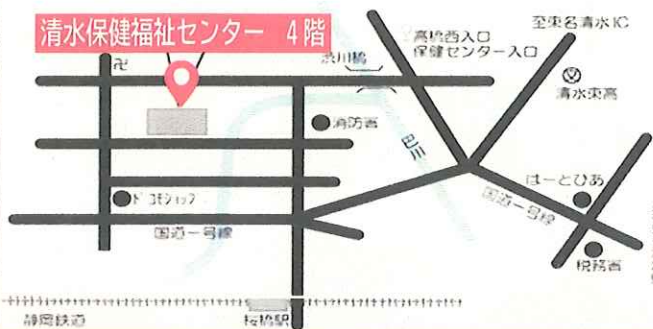 清水保健福祉センター 4階
卍
渋川橋
高橋西入口
保健センター入口
至東名清水IC
清水東高
消防署
巴川
はーとぴあ
ドコモショップ
国道一号線
国道一号線
税務署
静岡鉄道
桜橋駅